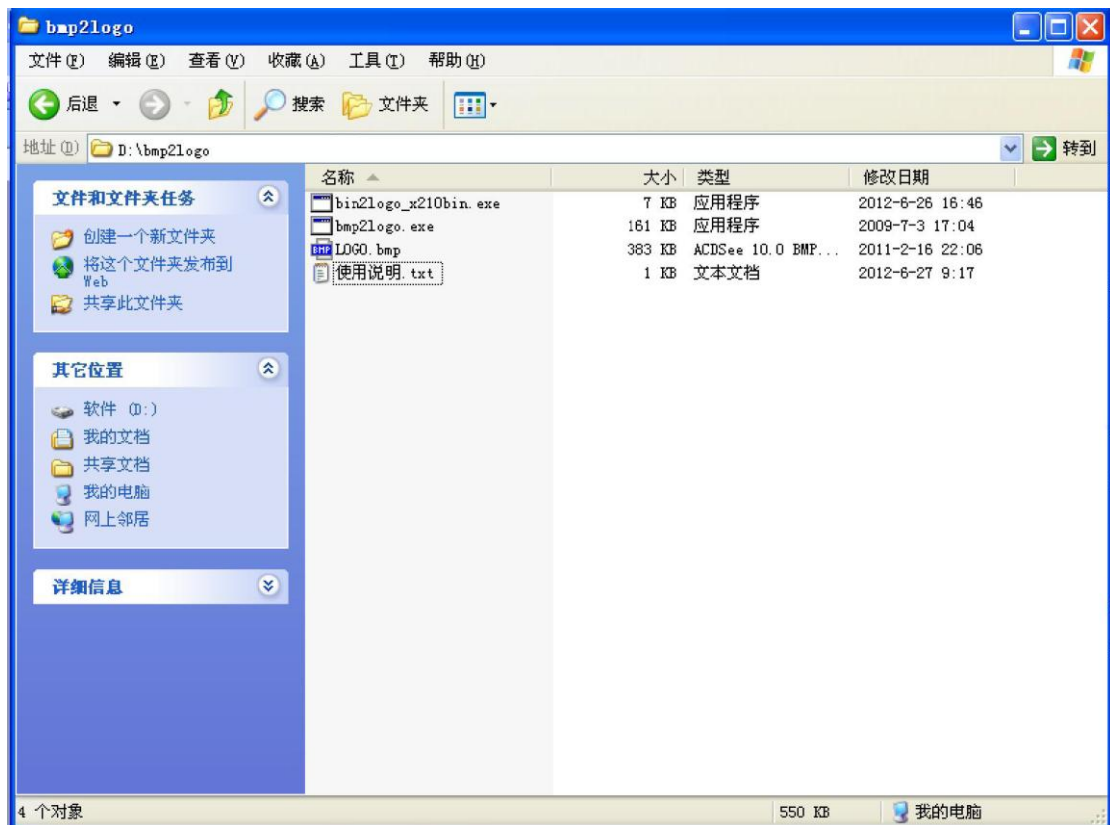 bmp2logo
文件(F) 编辑(E) 查看(V) 收藏(A) 工具(T) 帮助(H)
后退 搜索 文件夹
地址(D) D:\bmp2logo 转到
文件和文件夹任务
创建一个新文件夹
将这个文件夹发布到
Web
共享此文件夹
其它位置
软件 (D:)
我的文档
共享文档
我的电脑
网上邻居
详细信息
名称 大小 类型 修改日期
bin2logo_x210bin.exe 7 KB 应用程序 2012-6-26 16:46
bmp2logo.exe 161 KB 应用程序 2009-7-3 17:04
BMP LOGO.bmp 383 KB ACDSee 10.0 BMP... 2011-2-16 22:06
使用说明.txt 1 KB 文本文档 2012-6-27 9:17
4 个对象 550 KB 我的电脑